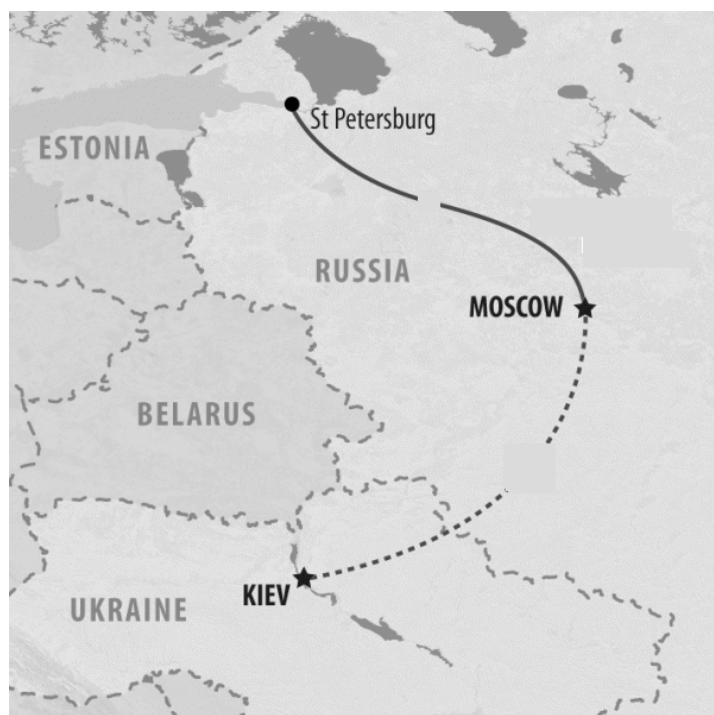 St Petersburg
ESTONIA
RUSSIA
MOSCOW
BELARUS
KIEV
UKRAINE